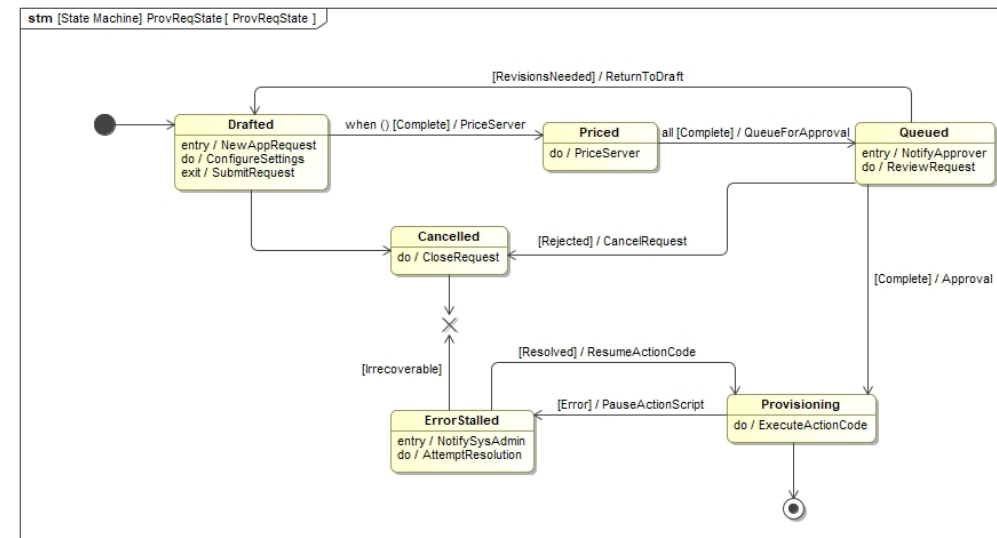 stm [State Machine] ProvReqState [ ProvReqState ]
[RevisionsNeeded] / ReturnToDraft
Drafted
entry / NewAppRequest
do / ConfigureSettings
exit / SubmitRequest
when () [Complete] / PriceServer
Priced
do / PriceServer
all [Complete] / QueueForApproval
Queued
entry / NotifyApprover
do / ReviewRequest
Cancelled
do / CloseRequest
[Rejected] / CancelRequest
[Complete] / Approval
[Irrecoverable]
[Resolved] / ResumeActionCode
[Error] / PauseActionScript
Provisioning
do / ExecuteActionCode
ErrorStalled
entry / NotifySysAdmin
do / AttemptResolution